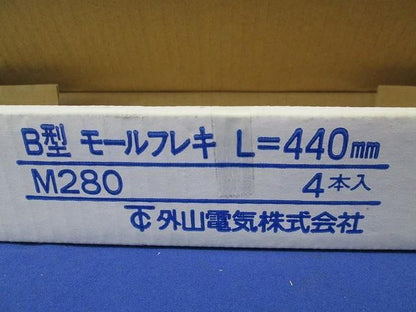 B型 モールフレキ L=440mm
M280 4本入
外山電気株式会社